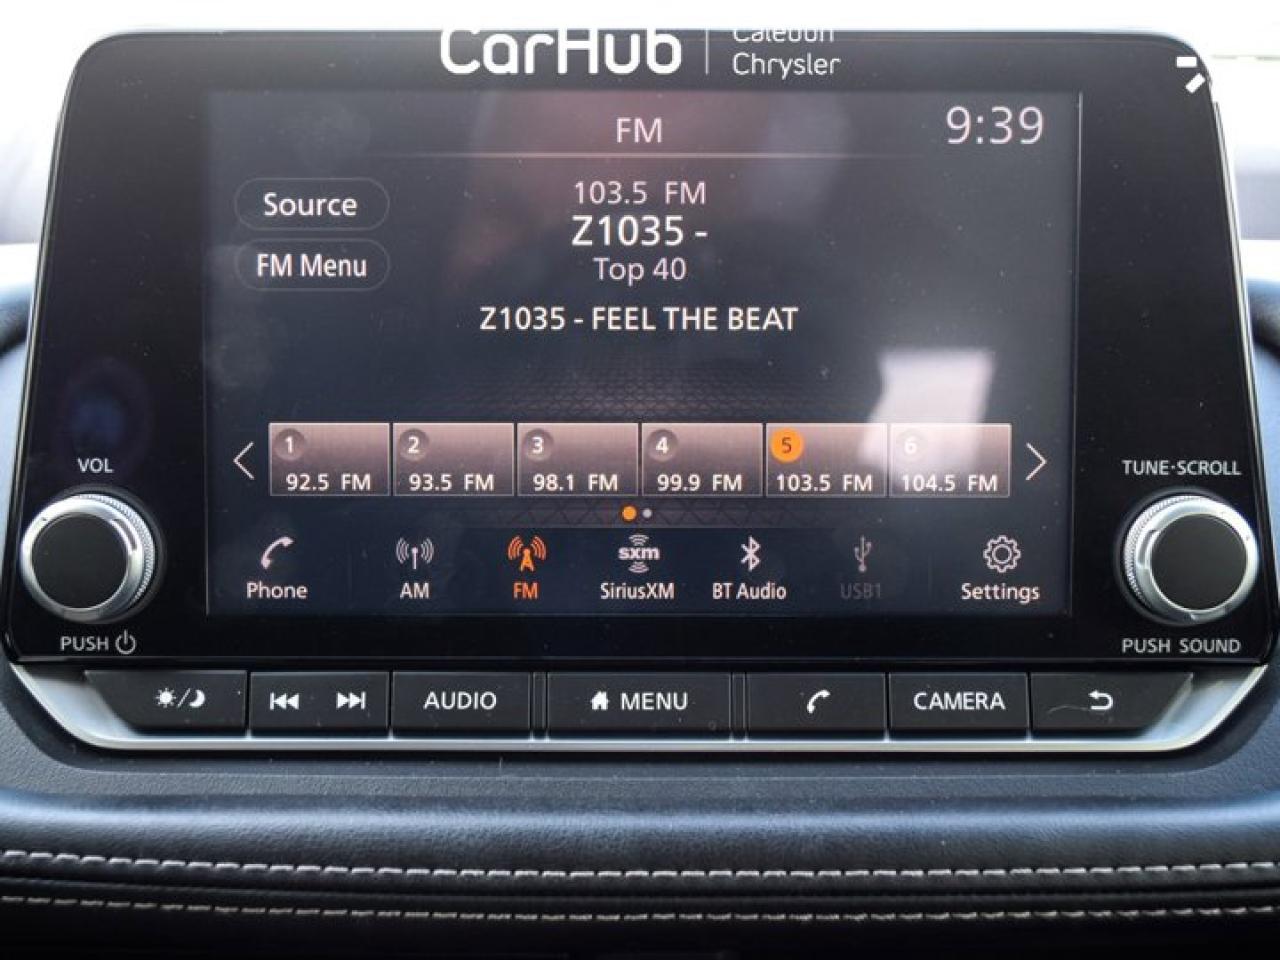 CarHub
Caledon
Chrysler
FM
9:39
Source
103.5 FM
Z1035 -
FM Menu
Top 40
Z1035 - FEEL THE BEAT
1 2 3 4 5 6
92.5 FM 93.5 FM 98.1 FM 99.9 FM 103.5 FM 104.5 FM
VOL
TUNE·SCROLL
sxm
Phone AM FM SiriusXM BT Audio USB1 Settings
PUSH
PUSH SOUND
AUDIO MENU CAMERA